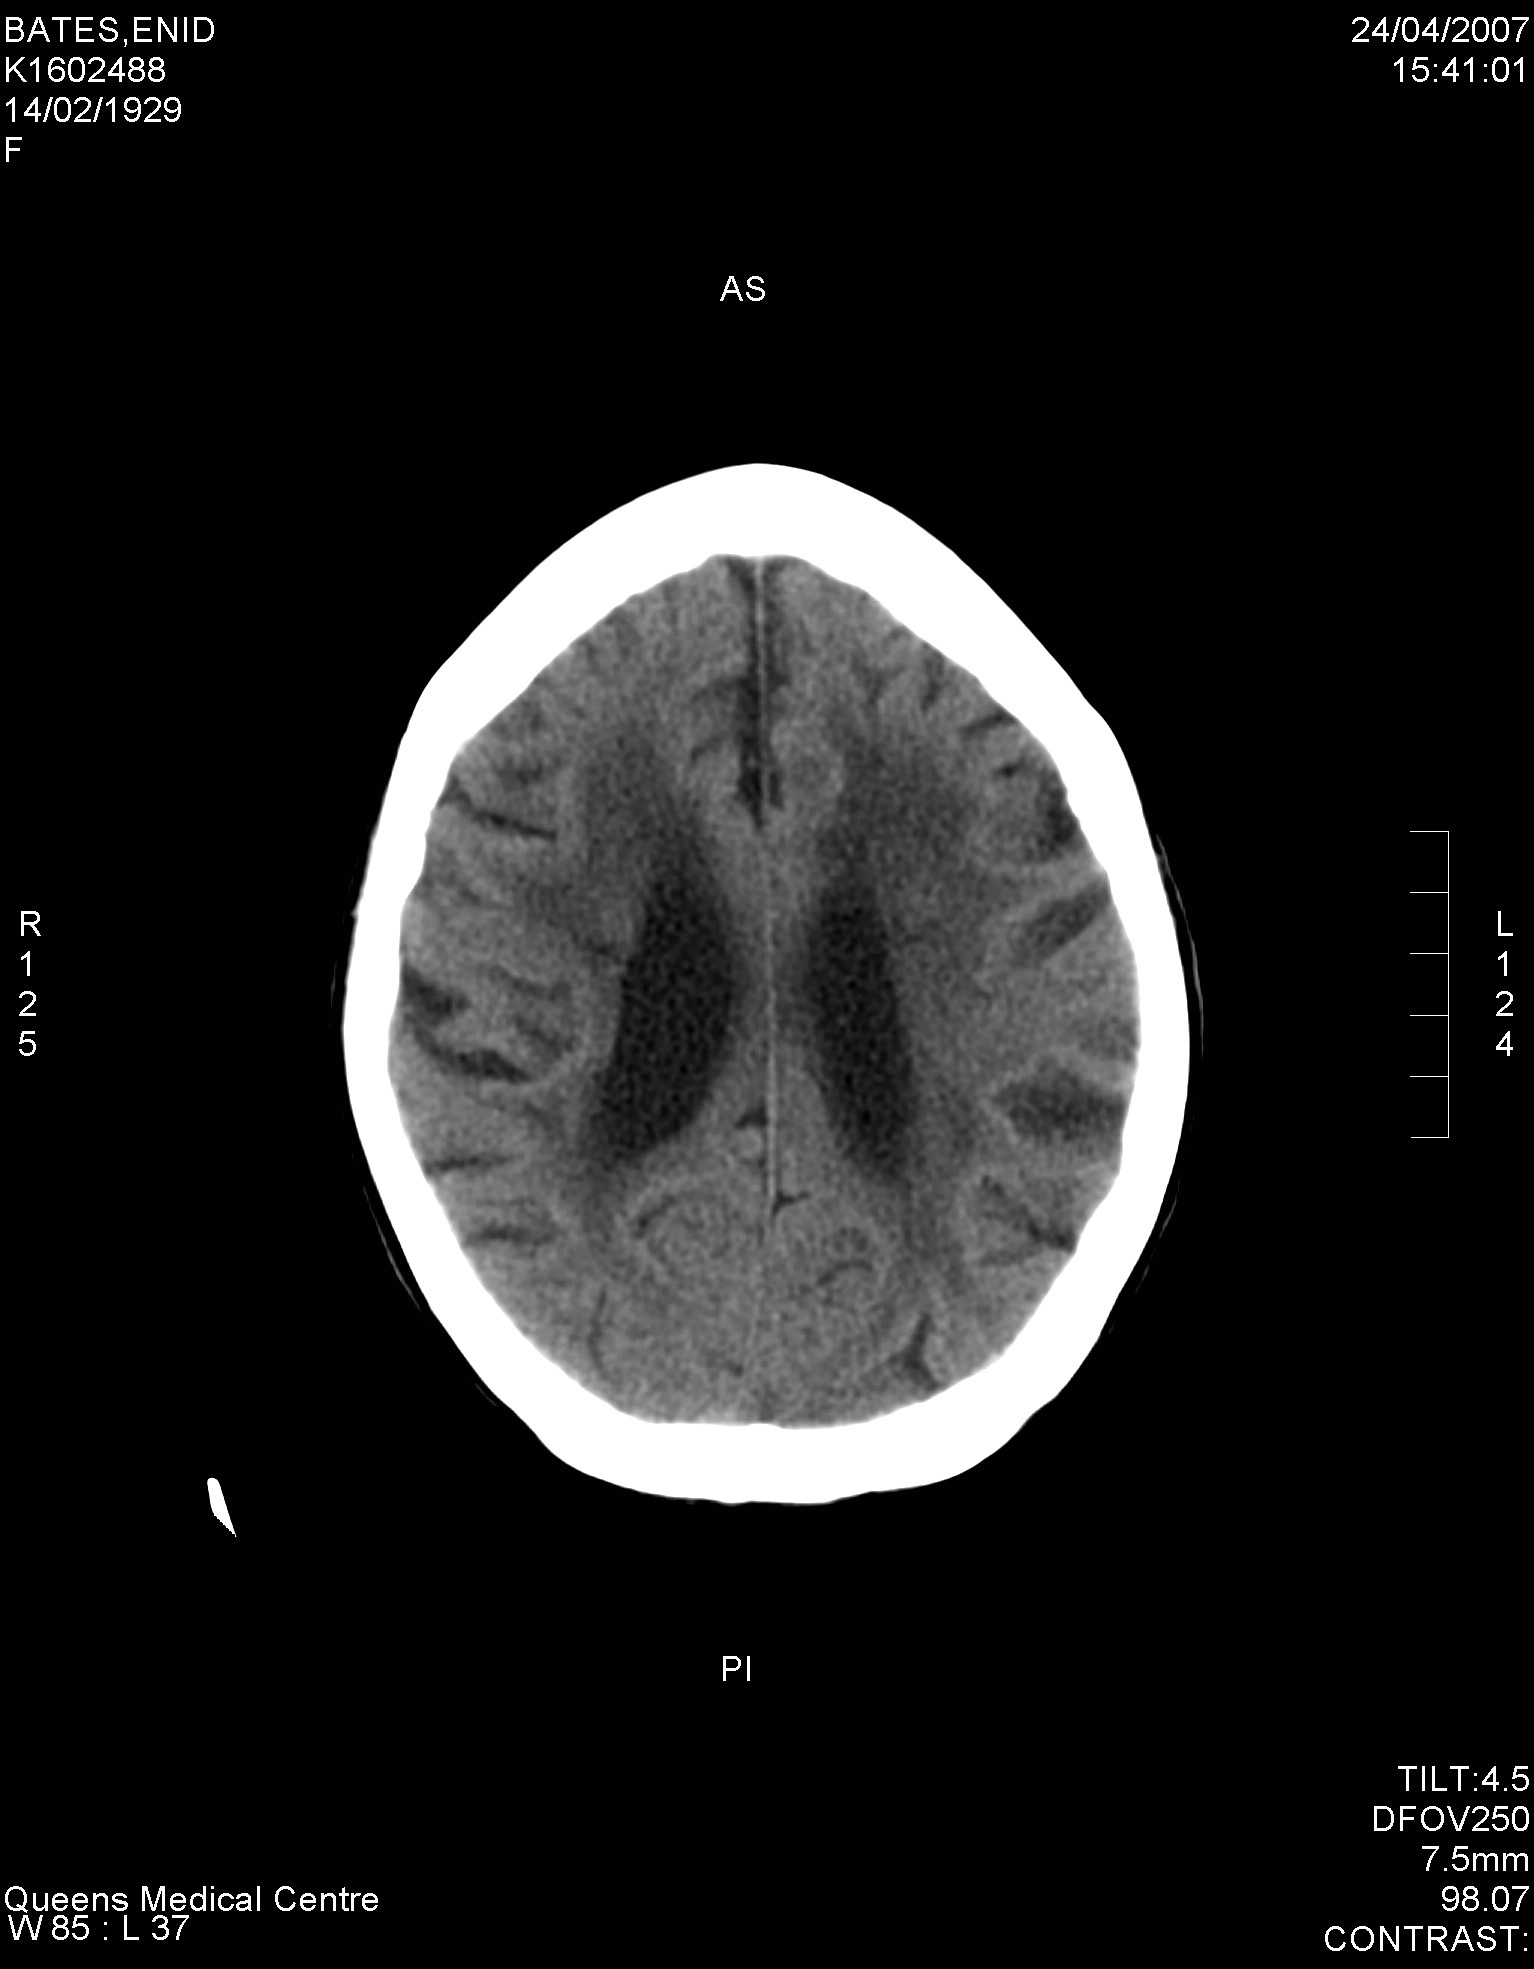 BATES,ENID
K1602488
14/02/1929
F
24/04/2007
15:41:01
AS
R
1
2
5
L
1
2
4
PI
TILT:4.5
DFOV250
7.5mm
98.07
CONTRAST:
Queens Medical Centre
W 85 : L 37